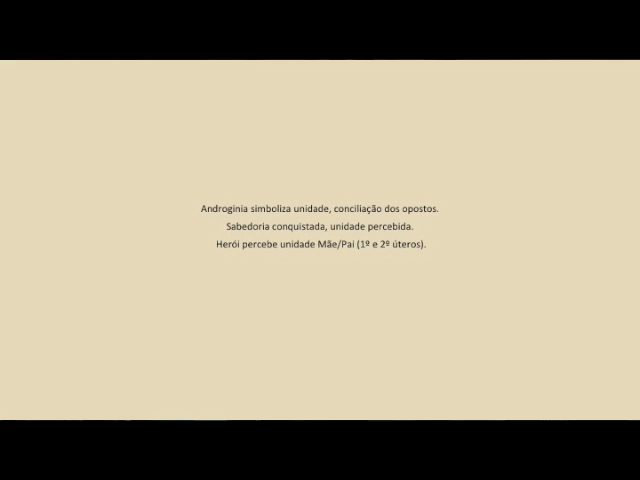 Androginia simboliza unidade, conciliação dos opostos.
Sabedoria conquistada, unidade percebida.
Herói percebe unidade Mãe/Pai (1º e 2º úteros).